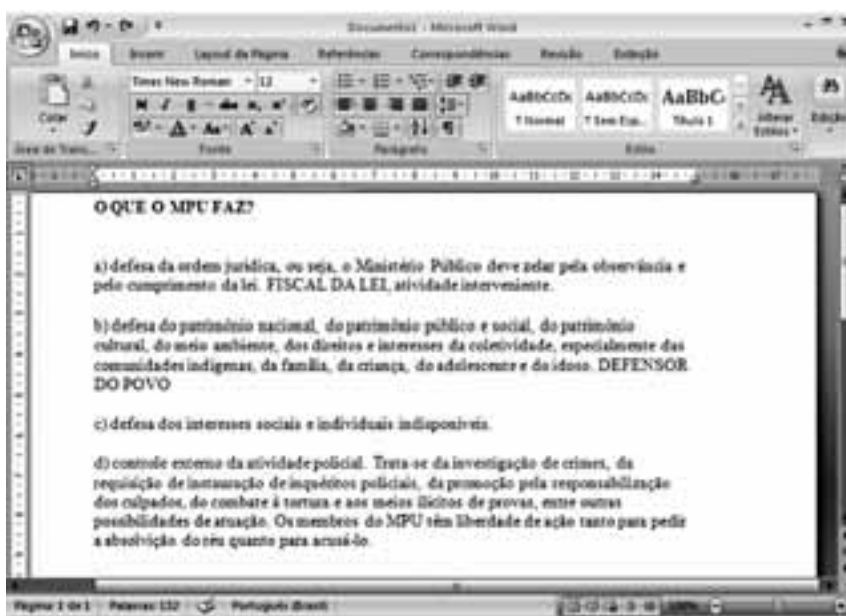 Documento1 - Microsoft Word
Início Inserir Layout da Página Referências Correspondências Revisão Exibição
Times New Roman 12
AaBbCcDc AaBbCcDc AaBbC
Colar
¶ Normal ¶ Sem Esp... Título 1 Alterar Estilos Edição
Área de Trans... Fonte Parágrafo Estilo
O QUE O MPU FAZ?
a) defesa da ordem jurídica, ou seja, o Ministério Público deve zelar pela observância e
pelo cumprimento da lei. FISCAL DA LEI, atividade interveniente.
b) defesa do patrimônio nacional, do patrimônio público e social, do patrimônio
cultural, do meio ambiente, dos direitos e interesses da coletividade, especialmente das
comunidades indígenas, da família, da criança, do adolescente e do idoso. DEFENSOR
DO POVO
c) defesa dos interesses sociais e individuais indisponíveis.
d) controle externo da atividade policial. Trata-se da investigação de crimes, da
requisição de instauração de inquéritos policiais, da promoção pela responsabilização
dos culpados, do combate à tortura e aos meios ilícitos de provas, entre outras
possibilidades de atuação. Os membros do MPU têm liberdade de ação tanto para pedir
a absolvição do réu quanto para acusá-lo.
Página 1 de 1 Palavras: 132 Português (Brasil) 100%